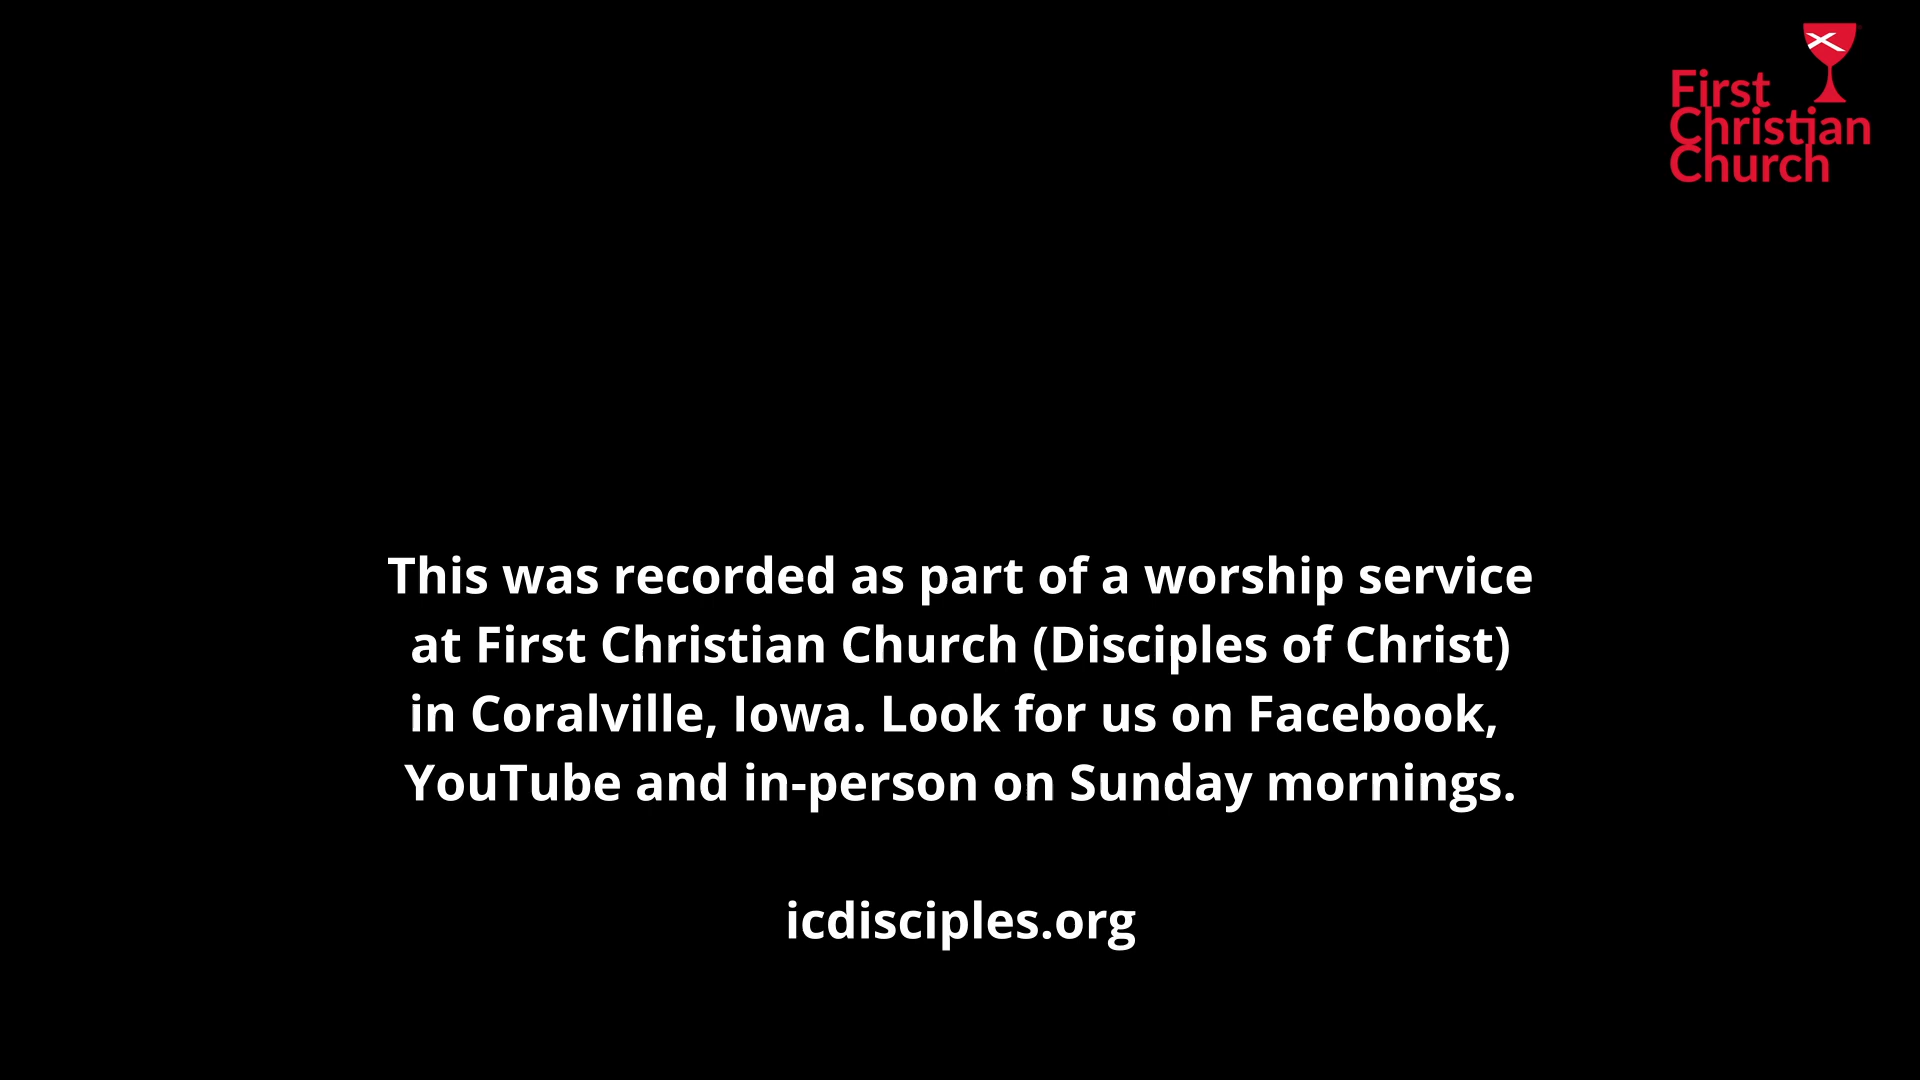 First
Christian
Church
This was recorded as part of a worship service
at First Christian Church (Disciples of Christ)
in Coralville, Iowa. Look for us on Facebook,
YouTube and in-person on Sunday mornings.
icdisciples.org